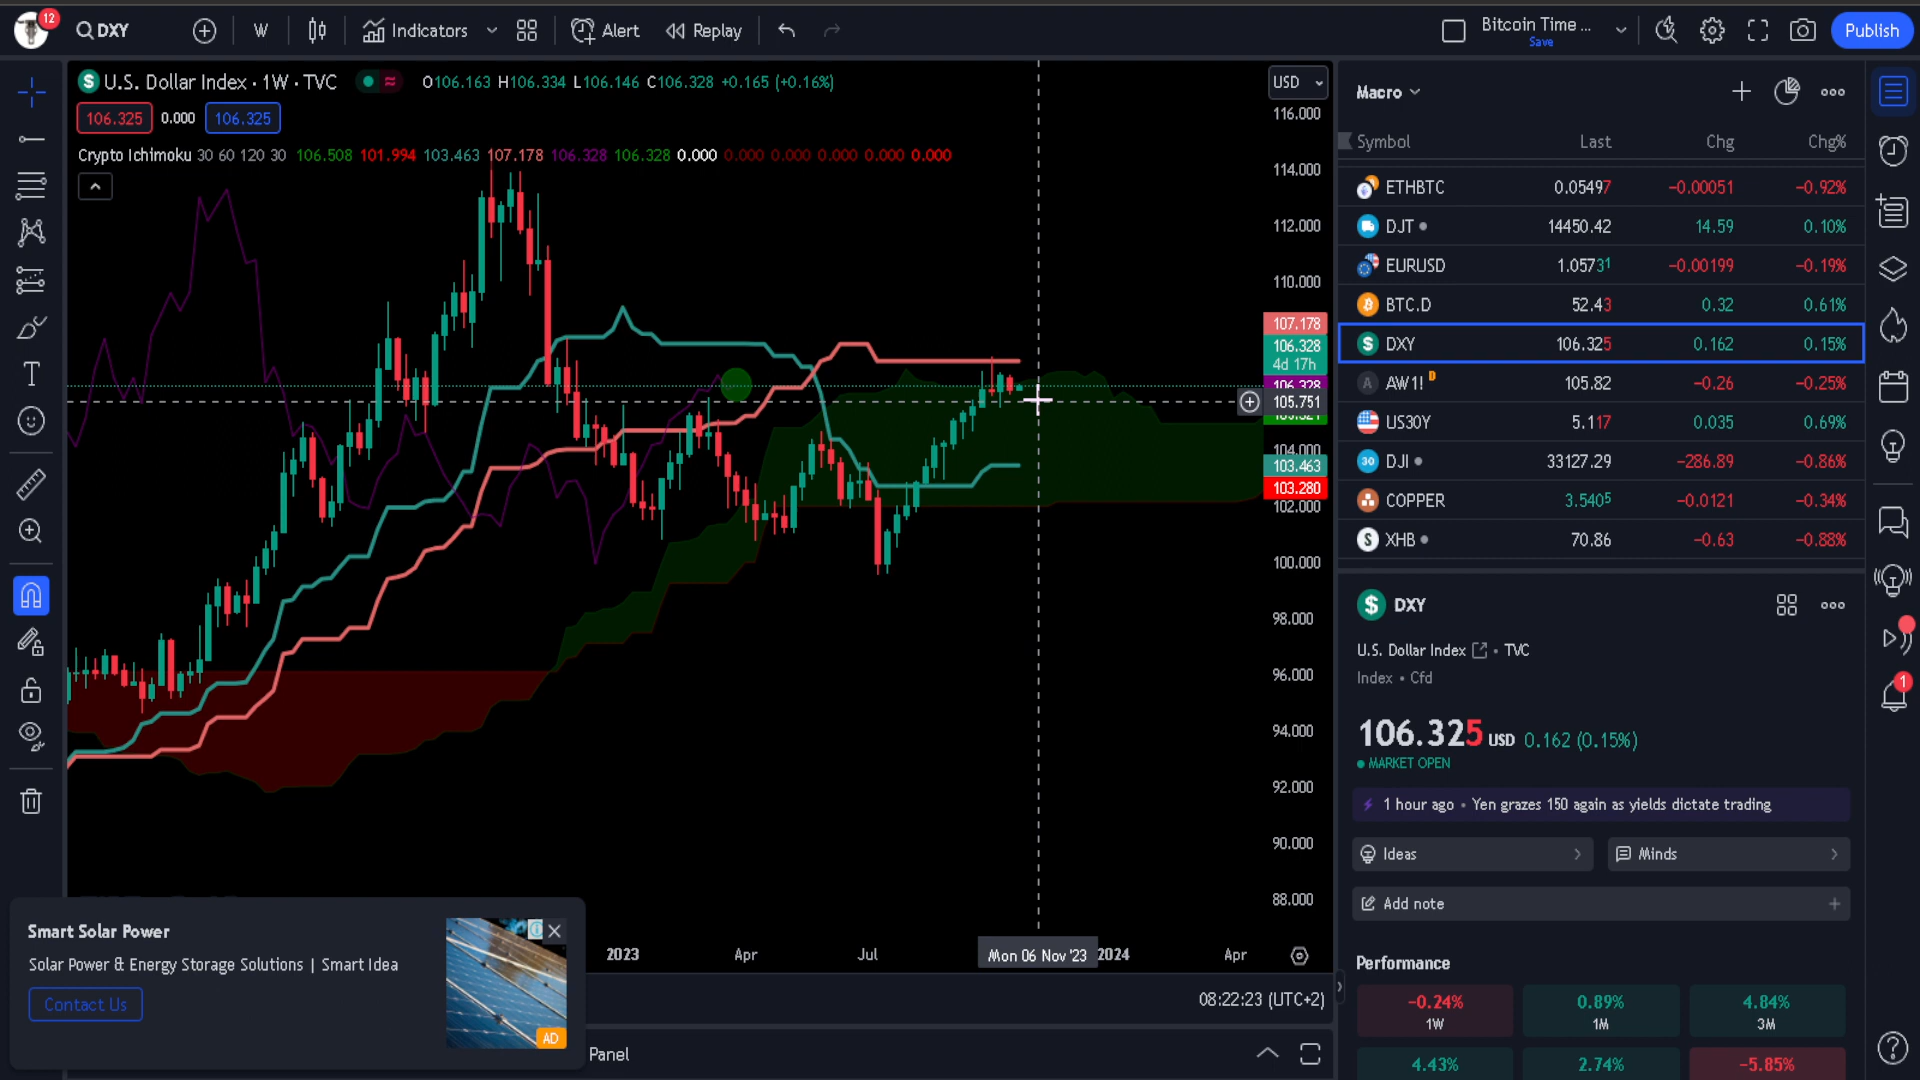 12
DXY
W
Indicators
Alert
Replay
Bitcoin Time ...
Save
Publish
U.S. Dollar Index · 1W · TVC
O106.163 H106.334 L106.146 C106.328 +0.165 (+0.16%)
USD
106.325 0.000 106.325
Crypto Ichimoku 30 60 120 30 106.508 101.994 103.463 107.178 106.328 106.328 0.000 0.000 0.000 0.000 0.000 0.000
116.000
114.000
112.000
110.000
107.178
106.328
4d 17h
106.328
105.751
104.000
103.463
103.280
102.000
100.000
98.000
96.000
94.000
92.000
90.000
88.000
2023 Apr Jul Mon 06 Nov '23 2024 Apr
08:22:23 (UTC+2)
Panel
Smart Solar Power
Solar Power & Energy Storage Solutions | Smart Idea
Contact Us
AD
Macro
Symbol Last Chg Chg%
ETHBTC 0.05497 −0.00051 −0.92%
DJT 14450.42 14.59 0.10%
EURUSD 1.05731 −0.00199 −0.19%
BTC.D 52.43 0.32 0.61%
DXY 106.325 0.162 0.15%
AW1! D 105.82 −0.26 −0.25%
US30Y 5.117 0.035 0.69%
30 DJI 33127.29 −286.89 −0.86%
COPPER 3.5405 −0.0121 −0.34%
XHB 70.86 −0.63 −0.88%
DXY
U.S. Dollar Index • TVC
Index • Cfd
106.325 USD 0.162 (0.15%)
MARKET OPEN
1 hour ago • Yen grazes 150 again as yields dictate trading
Ideas
Minds
Add note
Performance
−0.24% 0.89% 4.84%
1W 1M 3M
4.43% 2.74% −5.85%
1